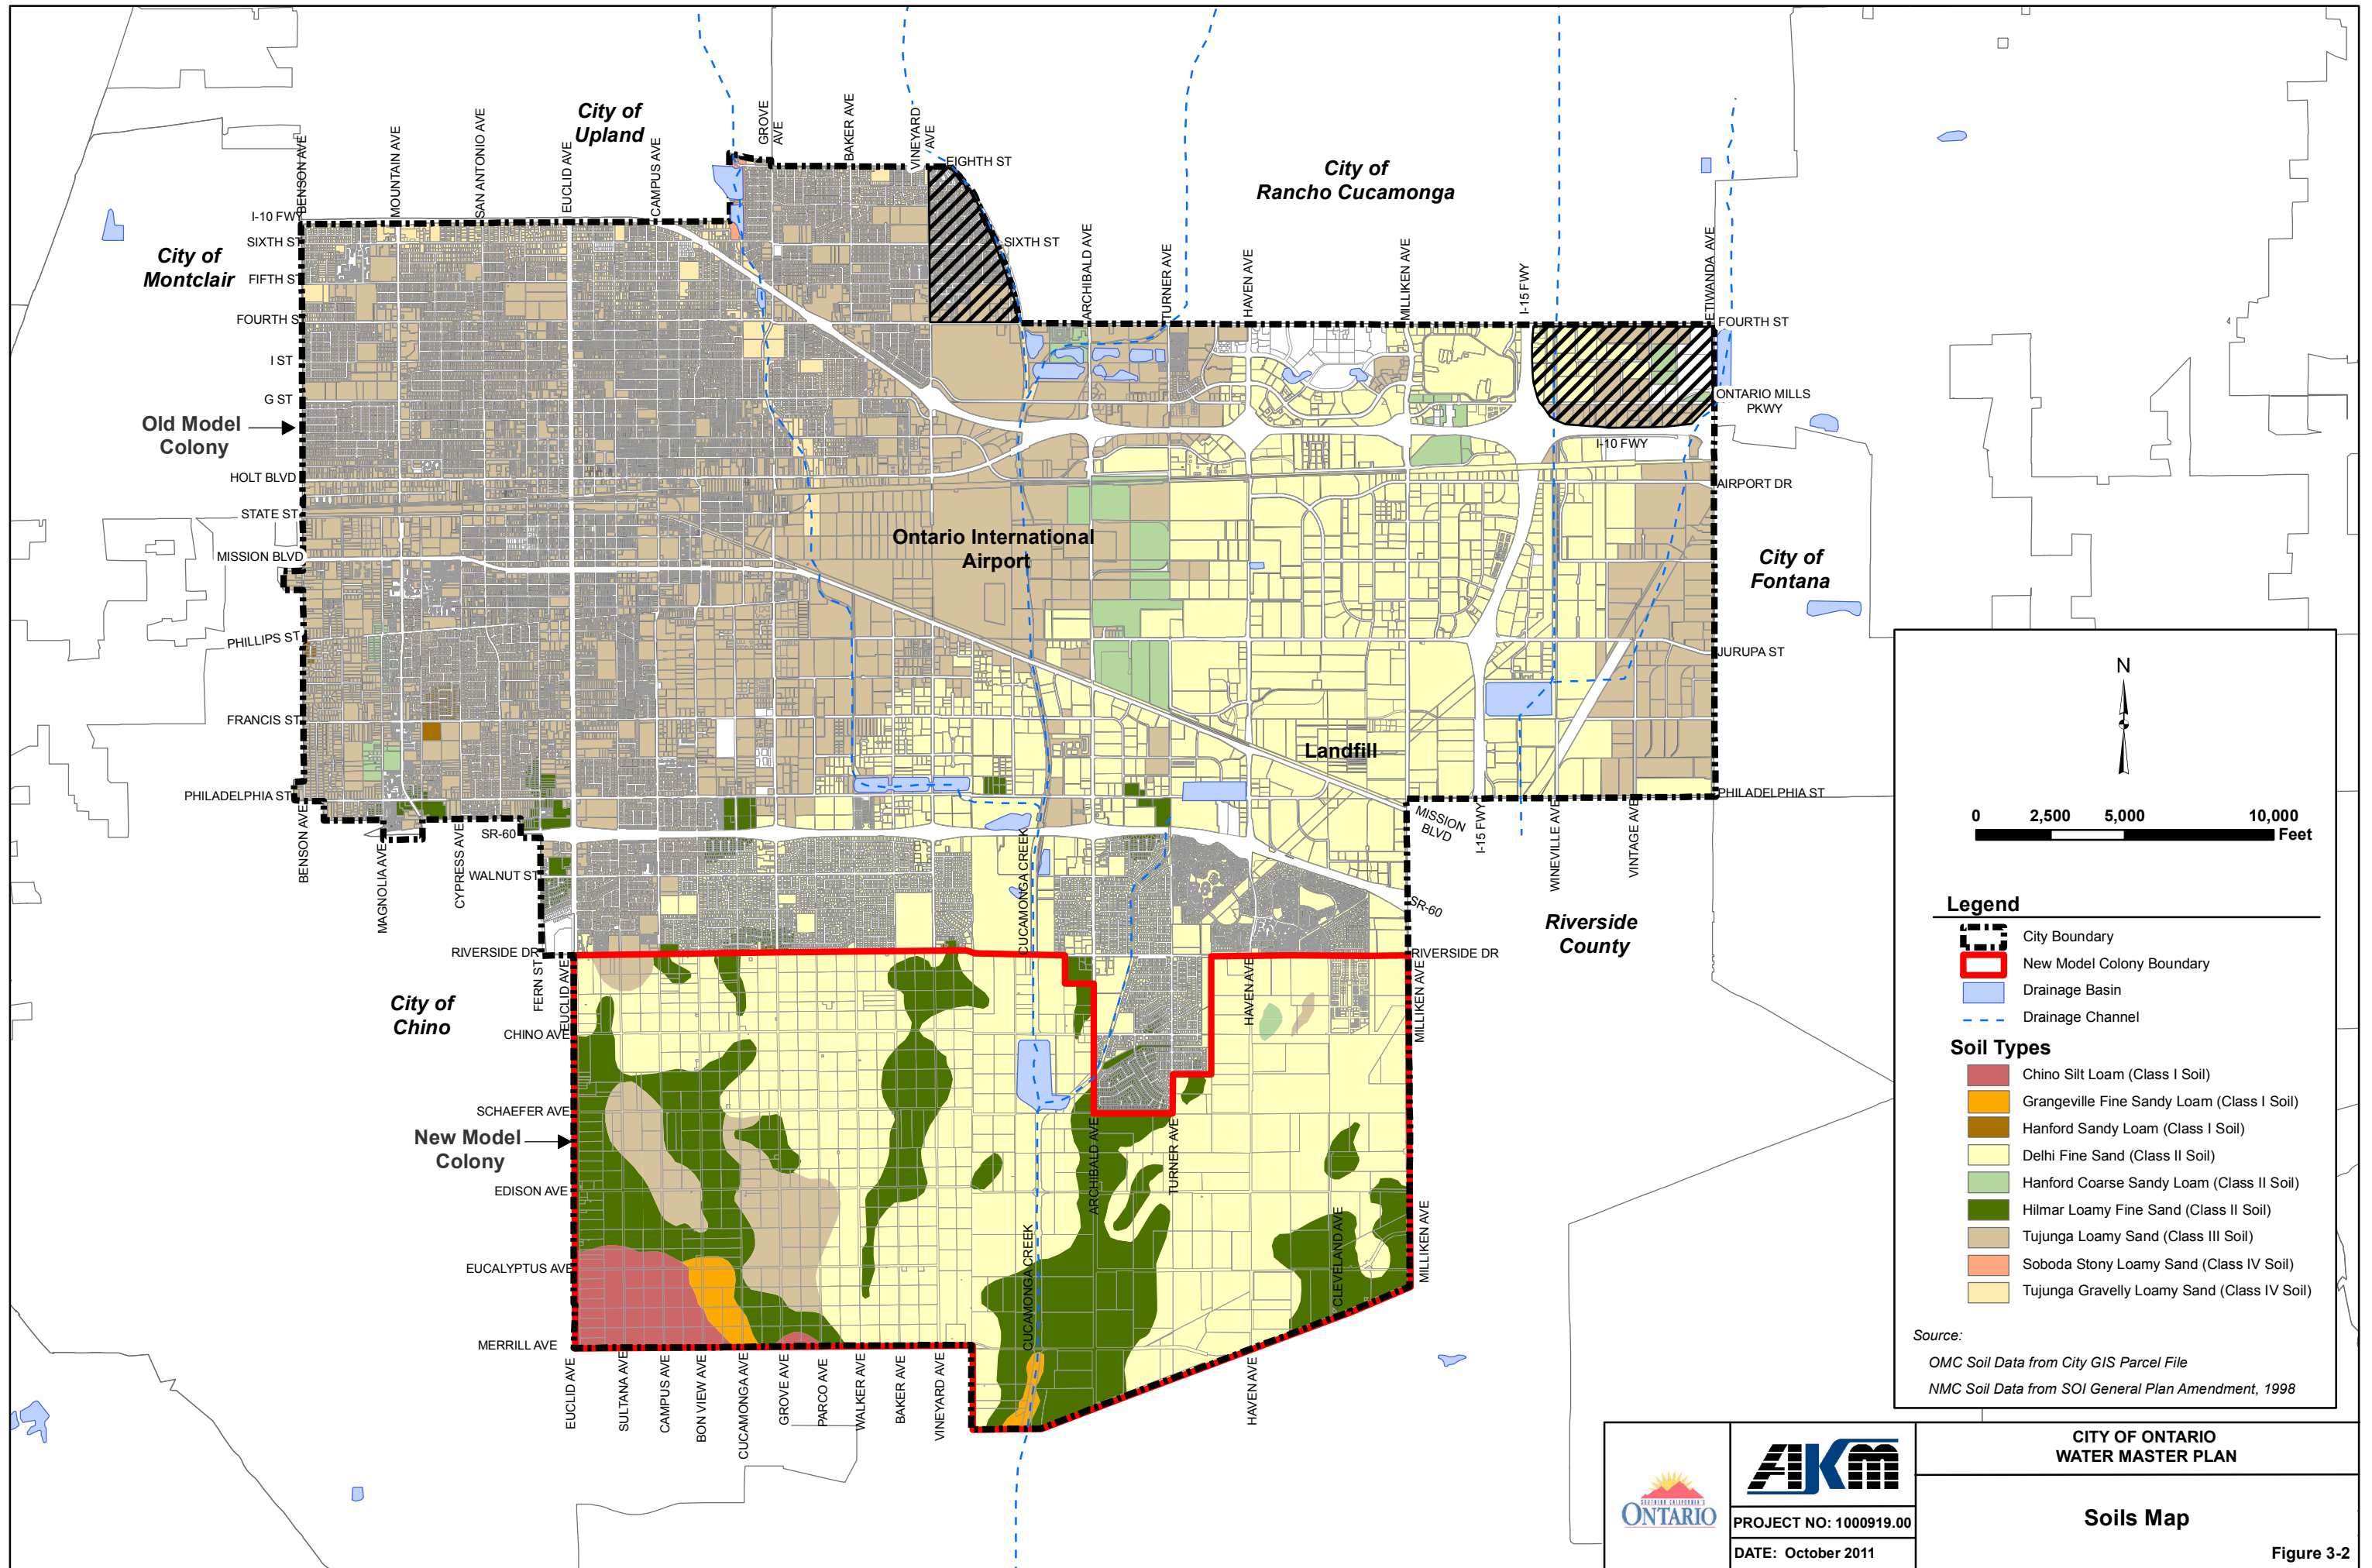 City of
Upland
City of
Rancho Cucamonga
City of
Montclair
City of
Fontana
Riverside
County
City of
Chino
Old Model
Colony
New Model
Colony
Ontario International
Airport
Landfill
BENSON AVE
MOUNTAIN AVE
SAN ANTONIO AVE
EUCLID AVE
CAMPUS AVE
GROVE
AVE
BAKER AVE
VINEYARD
AVE
EIGHTH ST
SIXTH ST
ARCHIBALD AVE
TURNER AVE
HAVEN AVE
MILLIKEN AVE
I-15 FWY
ETIWANDA AVE
FOURTH ST
ONTARIO MILLS
PKWY
I-10 FWY
AIRPORT DR
JURUPA ST
PHILADELPHIA ST
I-10 FWY
SIXTH ST
FIFTH ST
FOURTH S
I ST
G ST
HOLT BLVD
STATE ST
MISSION BLVD
PHILLIPS ST
FRANCIS ST
PHILADELPHIA ST
BENSON AVE
MAGNOLIA AVE
CYPRESS AVE
SR-60
WALNUT ST
RIVERSIDE DR
FERN ST
EUCLID AVE
CHINO AVE
SCHAEFER AVE
EDISON AVE
EUCALYPTUS AVE
MERRILL AVE
CUCAMONGA CREEK
CUCAMONGA CREEK
CUCAMONGA CREEK
MISSION
BLVD
I-15 FWY
WINEVILLE AVE
VINTAGE AVE
SR-60
RIVERSIDE DR
HAVEN AVE
MILLIKEN AVE
ARCHIBALD AVE
TURNER AVE
CLEVELAND AVE
MILLIKEN AVE
EUCLID AVE
SULTANA AVE
CAMPUS AVE
BON VIEW AVE
CUCAMONGA AVE
GROVE AVE
PARCO AVE
WALKER AVE
BAKER AVE
VINEYARD AVE
HAVEN AVE
N
0
2,500
5,000
10,000
Feet
Legend
City Boundary
New Model Colony Boundary
Drainage Basin
Drainage Channel
Soil Types
Chino Silt Loam (Class I Soil)
Grangeville Fine Sandy Loam (Class I Soil)
Hanford Sandy Loam (Class I Soil)
Delhi Fine Sand (Class II Soil)
Hanford Coarse Sandy Loam (Class II Soil)
Hilmar Loamy Fine Sand (Class II Soil)
Tujunga Loamy Sand (Class III Soil)
Soboda Stony Loamy Sand (Class IV Soil)
Tujunga Gravelly Loamy Sand (Class IV Soil)
Source:
OMC Soil Data from City GIS Parcel File
NMC Soil Data from SOI General Plan Amendment, 1998
SOUTHERN CALIFORNIA'S
ONTARIO
AKM
PROJECT NO: 1000919.00
DATE: October 2011
CITY OF ONTARIO
WATER MASTER PLAN
Soils Map
Figure 3-2